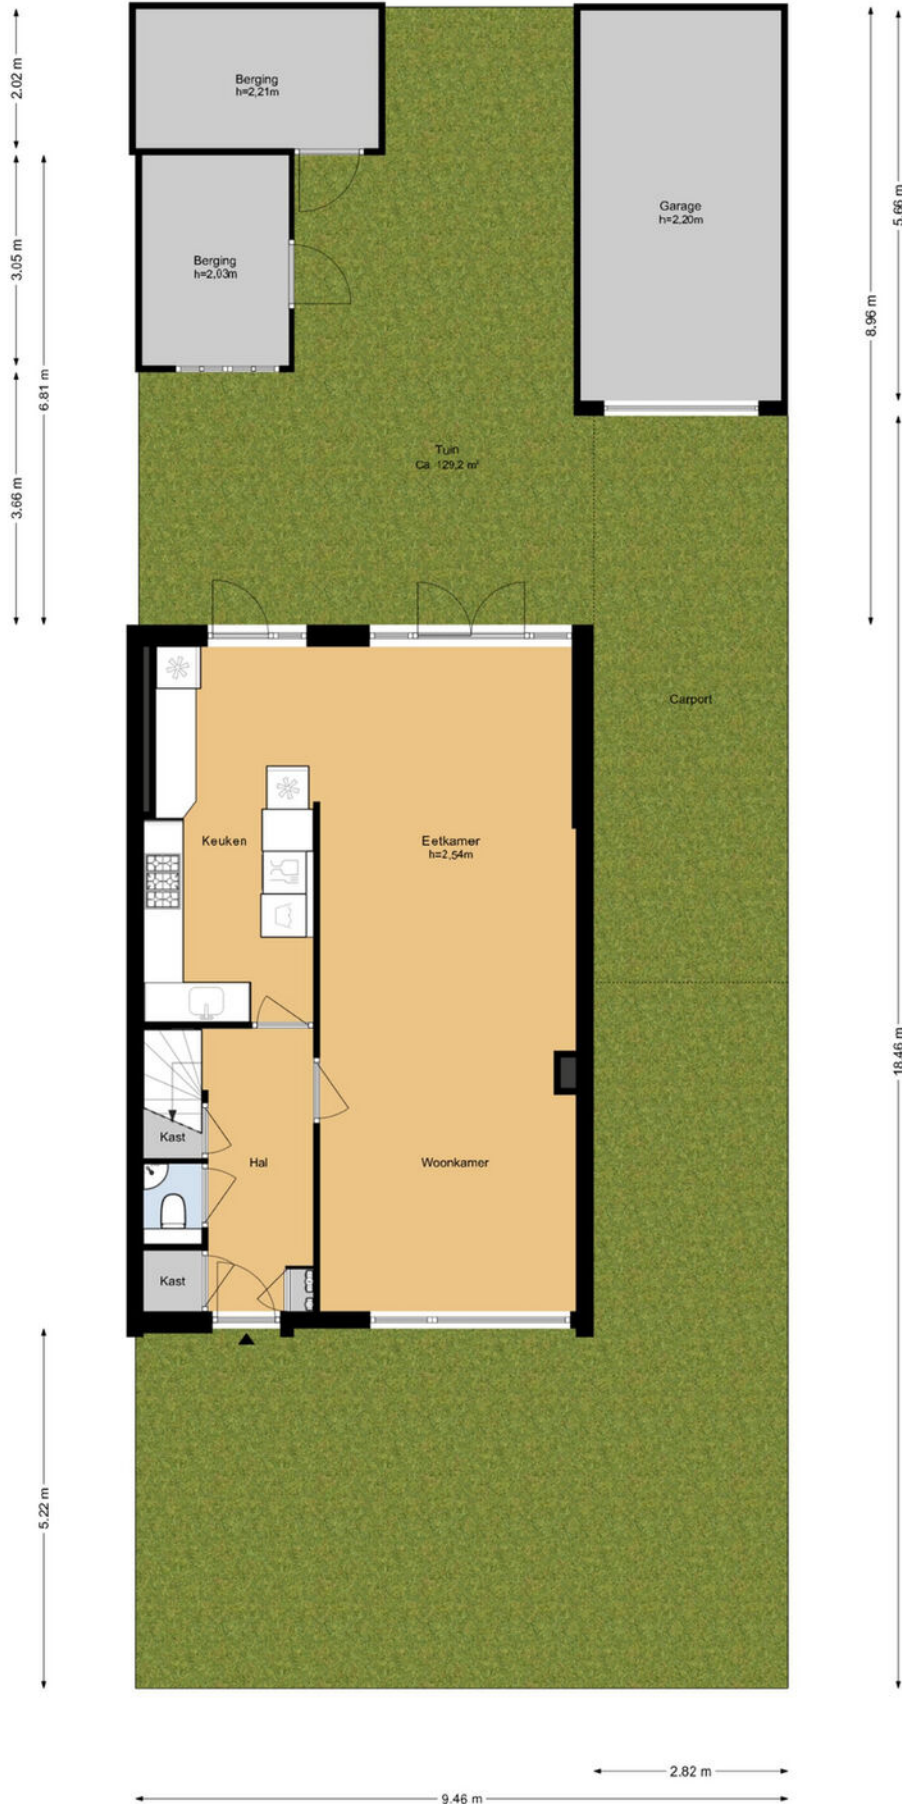 Berging
h=2,21m
2.02 m
Berging
h=2,03m
3.05 m
Garage
h=2,20m
5.66 m
8.96 m
6.81 m
3.66 m
Tuin
Ca. 129,2 m²
Carport
Keuken
Eetkamer
h=2,54m
18.46 m
Kast
Hal
Woonkamer
Kast
5.22 m
2.82 m
9.46 m